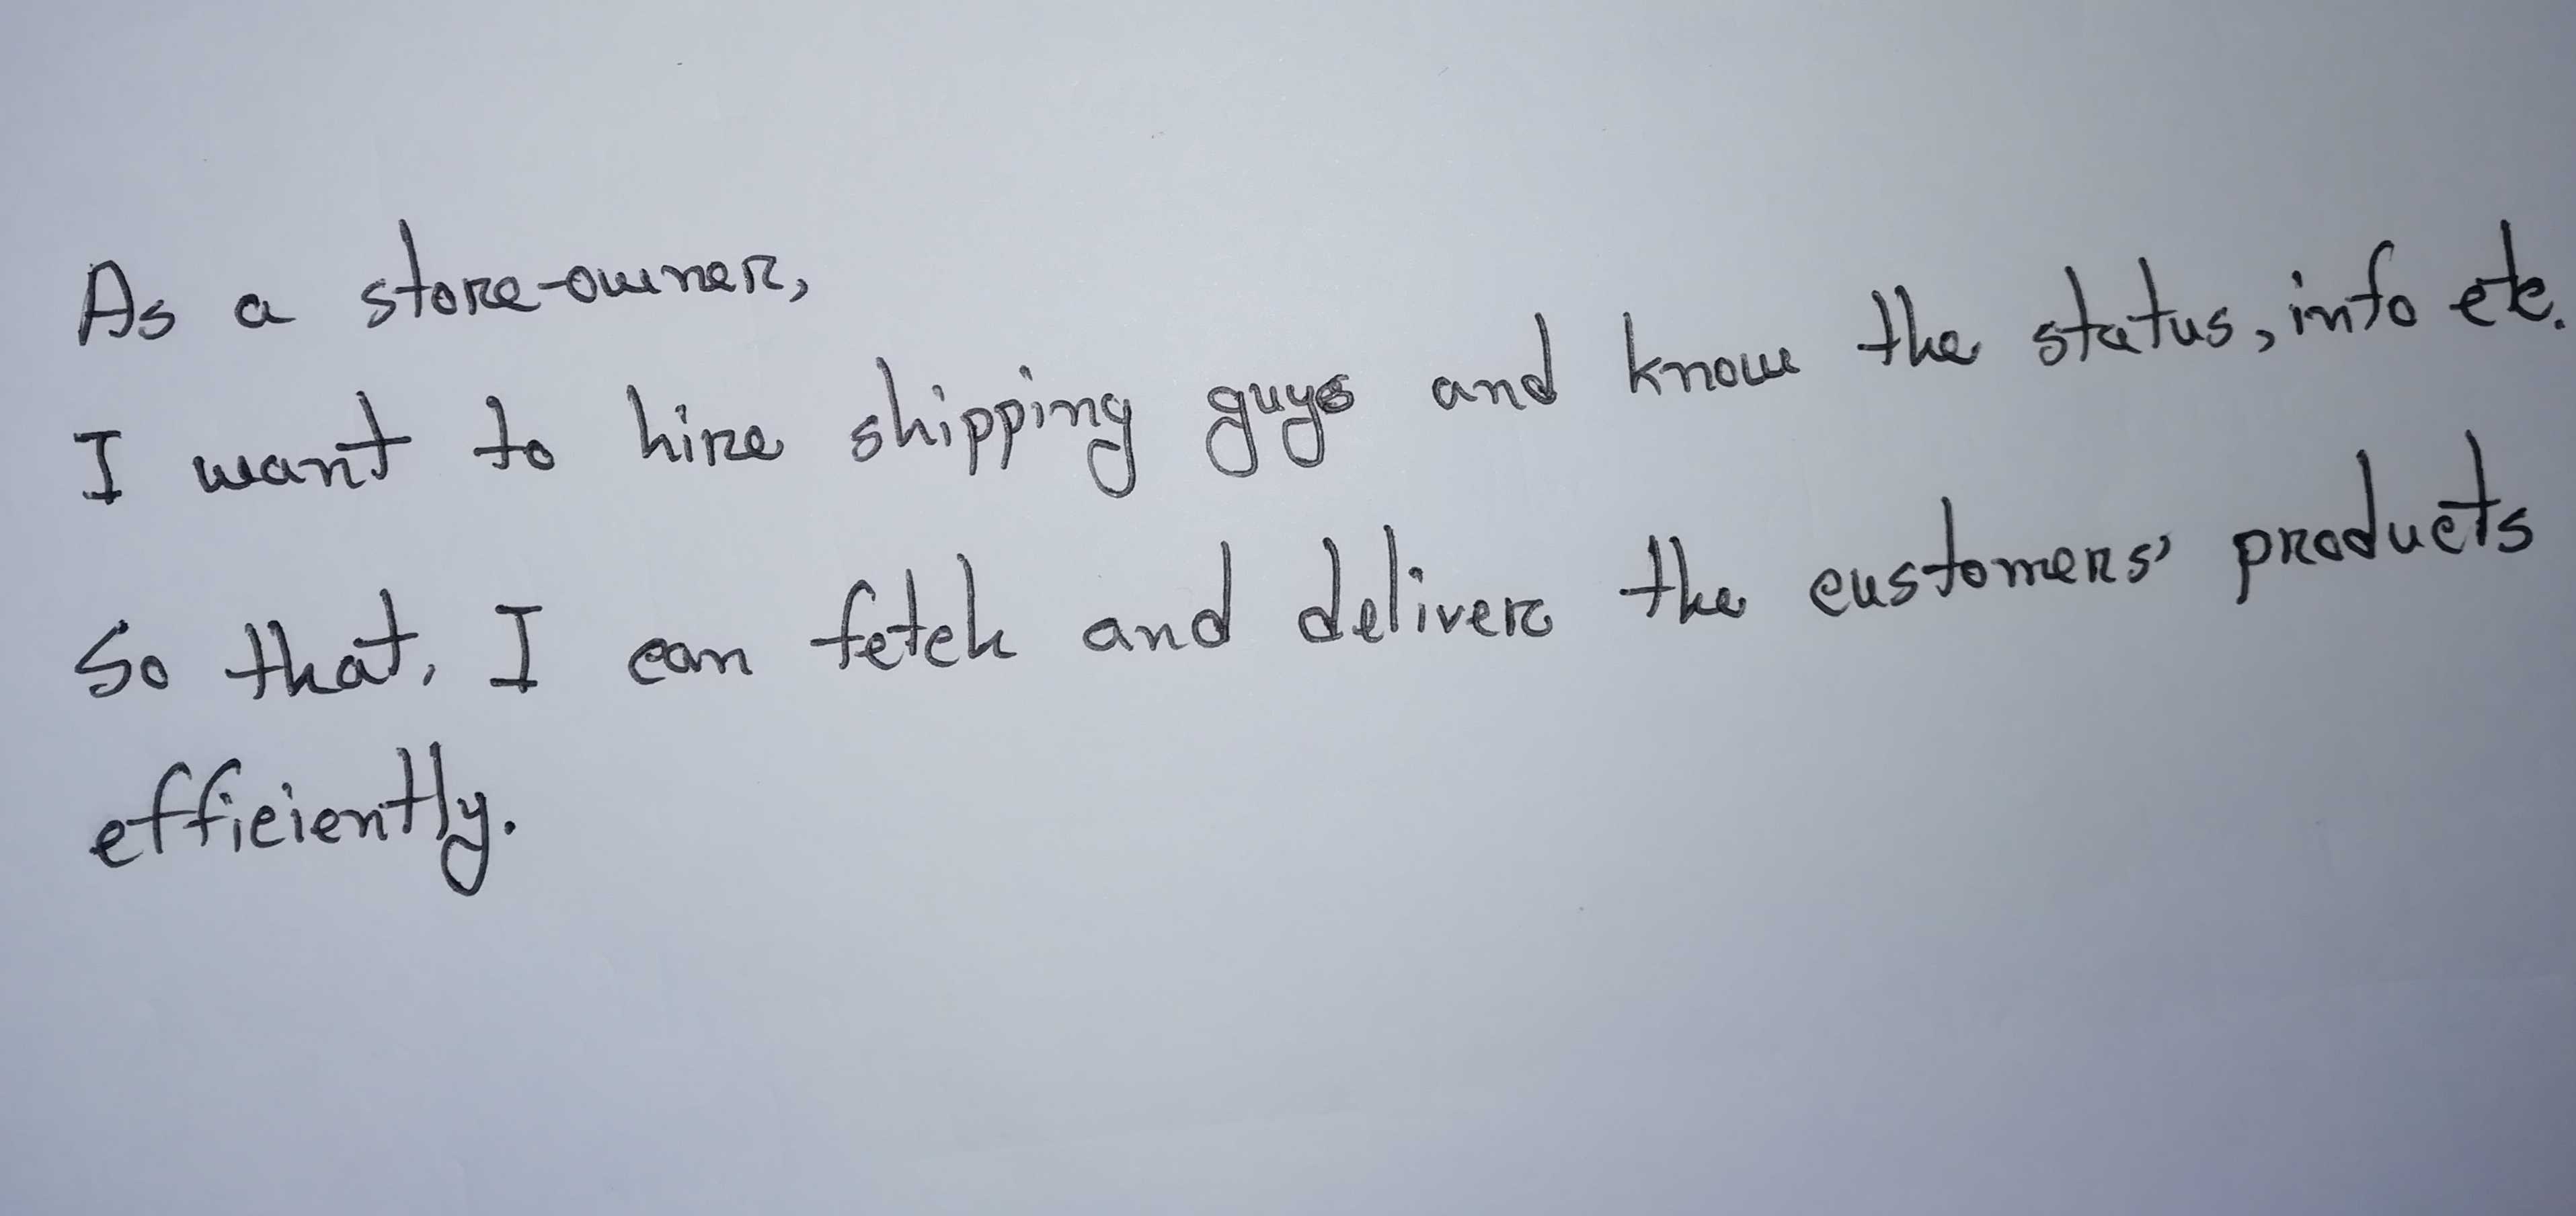 As a store-owner,
I want to hire shipping guys and know the status, info etc.
So that, I can fetch and deliver the customers' products
efficiently.